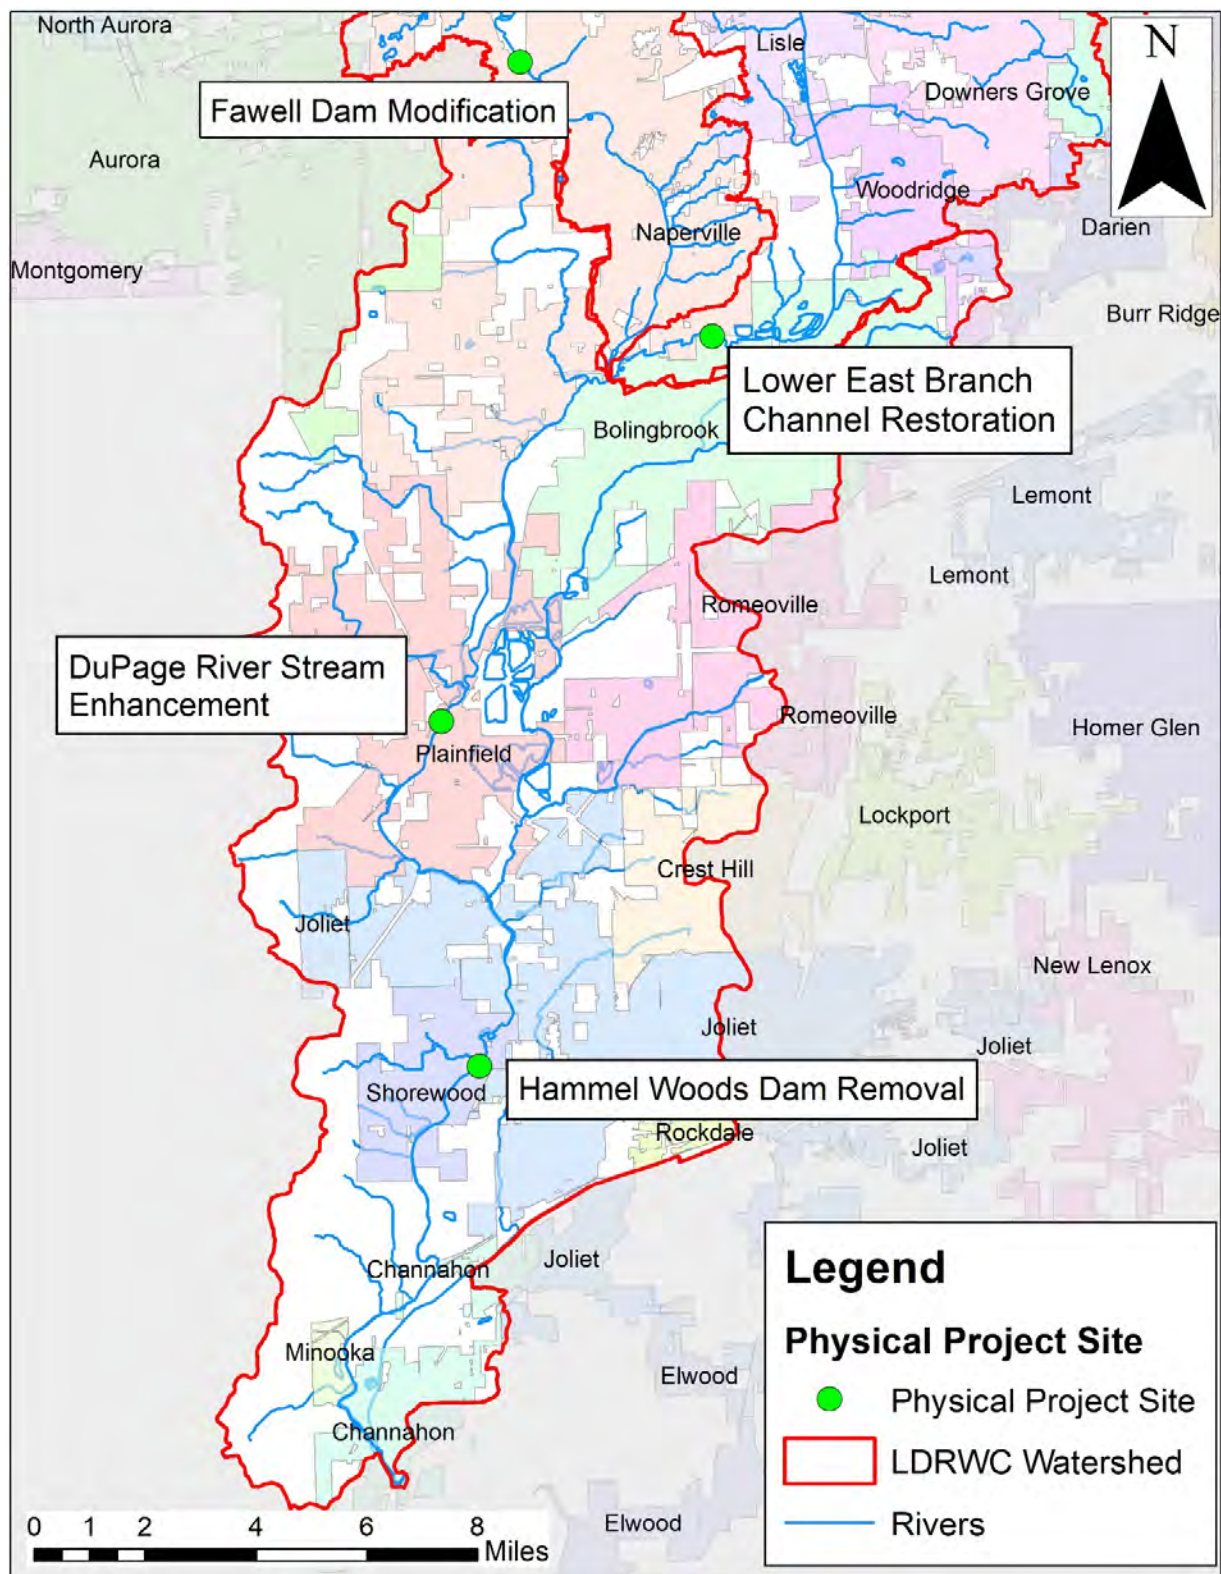 North Aurora
Lisle
N
Downers Grove
Fawell Dam Modification
Aurora
Woodridge
Darien
Naperville
Montgomery
Burr Ridge
Lower East Branch
Channel Restoration
Bolingbrook
Lemont
Lemont
Romeoville
DuPage River Stream
Enhancement
Romeoville
Homer Glen
Plainfield
Lockport
Crest Hill
Joliet
New Lenox
Joliet
Joliet
Hammel Woods Dam Removal
Shorewood
Rockdale
Joliet
Joliet
Channahon
Minooka
Elwood
Channahon
Elwood
Legend
Physical Project Site
Physical Project Site
LDRWC Watershed
Rivers
0 1 2 4 6 8
Miles